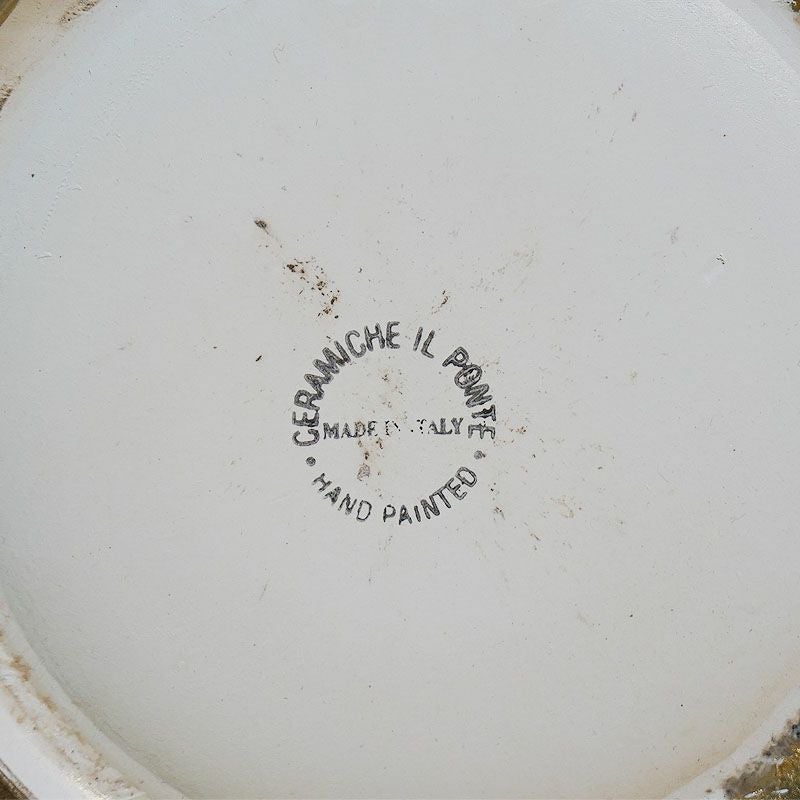 CERAMICHE IL PONTE
MADE IN ITALY
• HAND PAINTED •